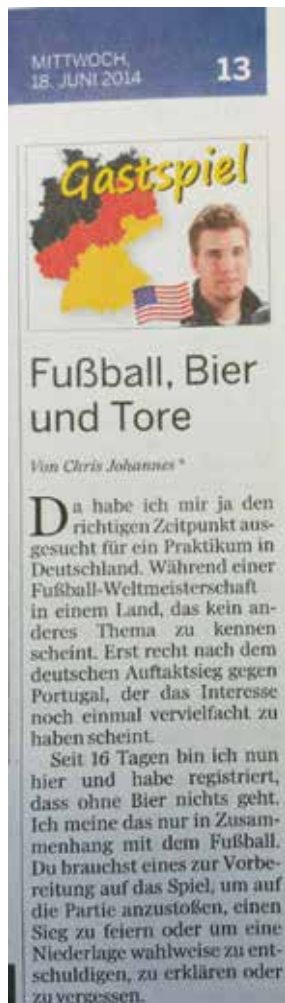 MITTWOCH,
18. JUNI 2014
13
Gastspiel
Fußball, Bier
und Tore
Von Chris Johannes *
Da habe ich mir ja den
richtigen Zeitpunkt aus-
gesucht für ein Praktikum in
Deutschland. Während einer
Fußball-Weltmeisterschaft
in einem Land, das kein an-
deres Thema zu kennen
scheint. Erst recht nach dem
deutschen Auftaktsieg gegen
Portugal, der das Interesse
noch einmal vervielfacht zu
haben scheint.
Seit 16 Tagen bin ich nun
hier und habe registriert,
dass ohne Bier nichts geht.
Ich meine das nur in Zusam-
menhang mit dem Fußball.
Du brauchst eines zur Vorbe-
reitung auf das Spiel, um auf
die Partie anzustoßen, einen
Sieg zu feiern oder um eine
Niederlage wahlweise zu ent-
schuldigen, zu erklären oder
zu vergessen.